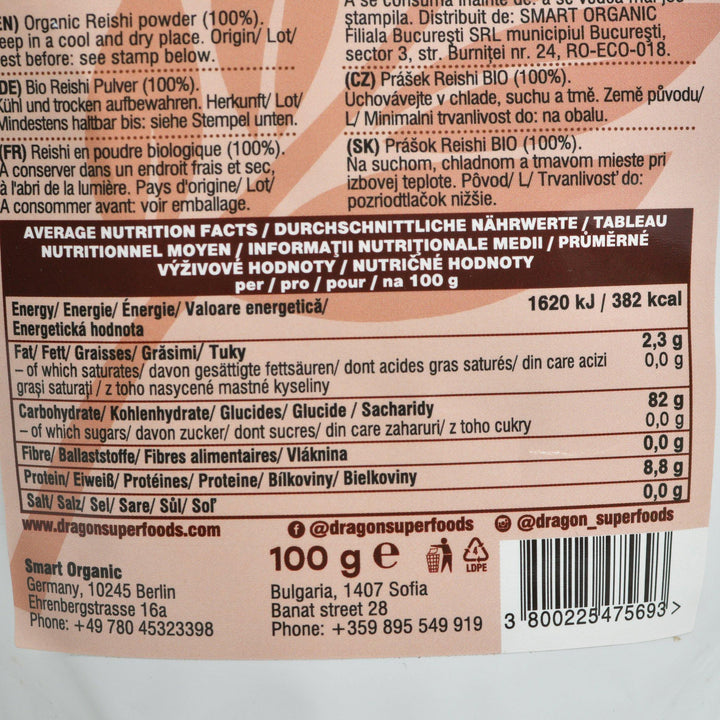 EN) Organic Reishi powder (100%).
eep in a cool and dry place. Origin/ Lot/
est before: see stamp below.
DE) Bio Reishi Pulver (100%).
Kühl und trocken aufbewahren. Herkunft/ Lot/
Mindestens haltbar bis: siehe Stempel unten.
(FR) Reishi en poudre biologique (100%).
À conserver dans un endroit frais et sec,
à l'abri de la lumière. Pays d'origine/ Lot/
À consommer avant: voir emballage.
A se consuma înainte de: a se vedea mai jos
ștampila. Distribuit de: SMART ORGANIC
Filiala București SRL municipiul București,
sector 3, str. Burniței nr. 24, RO-ECO-018.
(CZ) Prášek Reishi BIO (100%).
Uchovávejte v chlade, suchu a tmě. Země původu/
L/ Minimalni trvanlivost do: na obalu.
(SK) Prášok Reishi BIO (100%).
Na suchom, chladnom a tmavom mieste pri
izbovej teplote. Pôvod/ L/ Trvanlivosť do:
pozriodtlačok nižšie.
AVERAGE NUTRITION FACTS / DURCHSCHNITTLICHE NÄHRWERTE / TABLEAU
NUTRITIONNEL MOYEN / INFORMAȚII NUTRIȚIONALE MEDII / PRŮMĚRNÉ
VÝŽIVOVÉ HODNOTY / NUTRIČNÉ HODNOTY
per / pro / pour / na 100 g
Energy/ Energie/ Énergie/ Valoare energetică/ 1620 kJ / 382 kcal
Energetická hodnota
Fat/ Fett/ Graisses/ Grăsimi/ Tuky 2,3 g
– of which saturates/ davon gesättigte fettsäuren/ dont acides gras saturés/ din care acizi 0,0 g
grași saturați / z toho nasycené mastné kyseliny
Carbohydrate/ Kohlenhydrate/ Glucides/ Glucide / Sacharidy 82 g
– of which sugars/ davon zucker/ dont sucres/ din care zaharuri/ z toho cukry 0,0 g
Fibre/ Ballaststoffe/ Fibres alimentaires/ Vláknina 0,0 g
Protein/ Eiweiß/ Protéines/ Proteine/ Bílkoviny/ Bielkoviny 8,8 g
Salt/ Salz/ Sel/ Sare/ Sůl/ Soľ 0,0 g
www.dragonsuperfoods.com @dragonsuperfoods @dragon_superfoods
100 g e
LDPE
4
Smart Organic
Germany, 10245 Berlin
Ehrenbergstrasse 16a
Phone: +49 780 45323398
Bulgaria, 1407 Sofia
Banat street 28
Phone: +359 895 549 919
3 800225475693 >